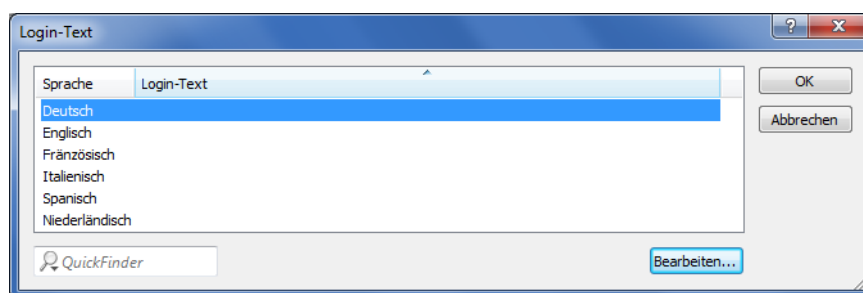 Login-Text
Sprache Login-Text
OK
Deutsch
Abbrechen
Englisch
Fränzösisch
Italienisch
Spanisch
Niederländisch
QuickFinder
Bearbeiten...